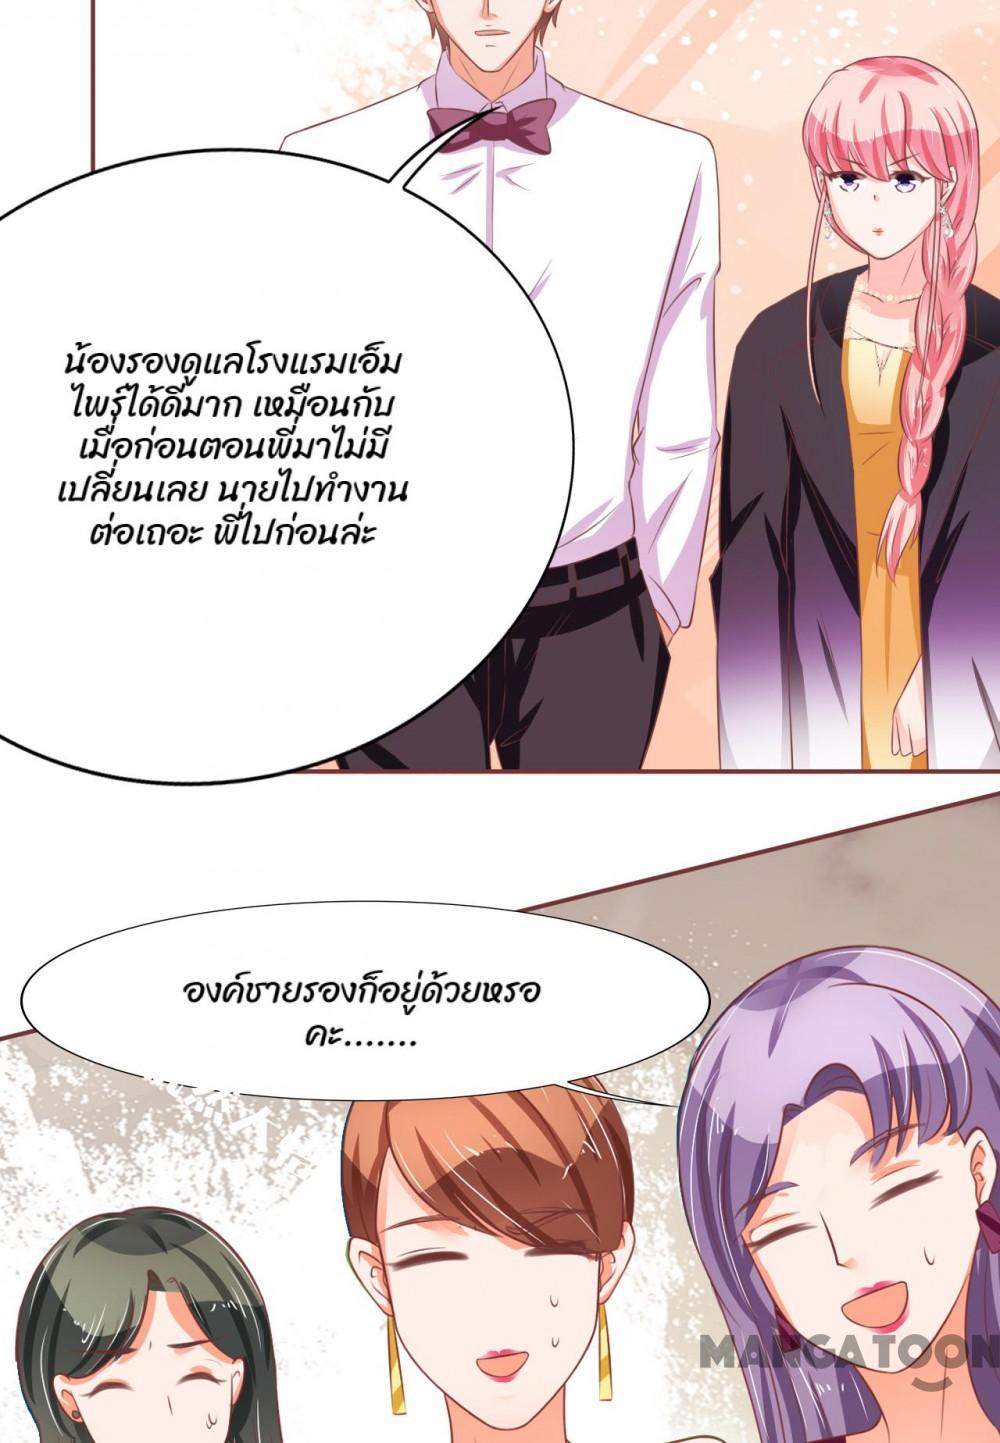 น้องรองดูแลโรงแรมเอ็ม
ไพร์ได้ดีมาก เหมือนกับ
เมื่อก่อนตอนพี่มาไม่มี
เปลี่ยนเลย นายไปทำงาน
ต่อเถอะ พี่ไปก่อนล่ะ
องค์ชายรองก็อยู่ด้วยหรอ
คะ.......
MANGATOON